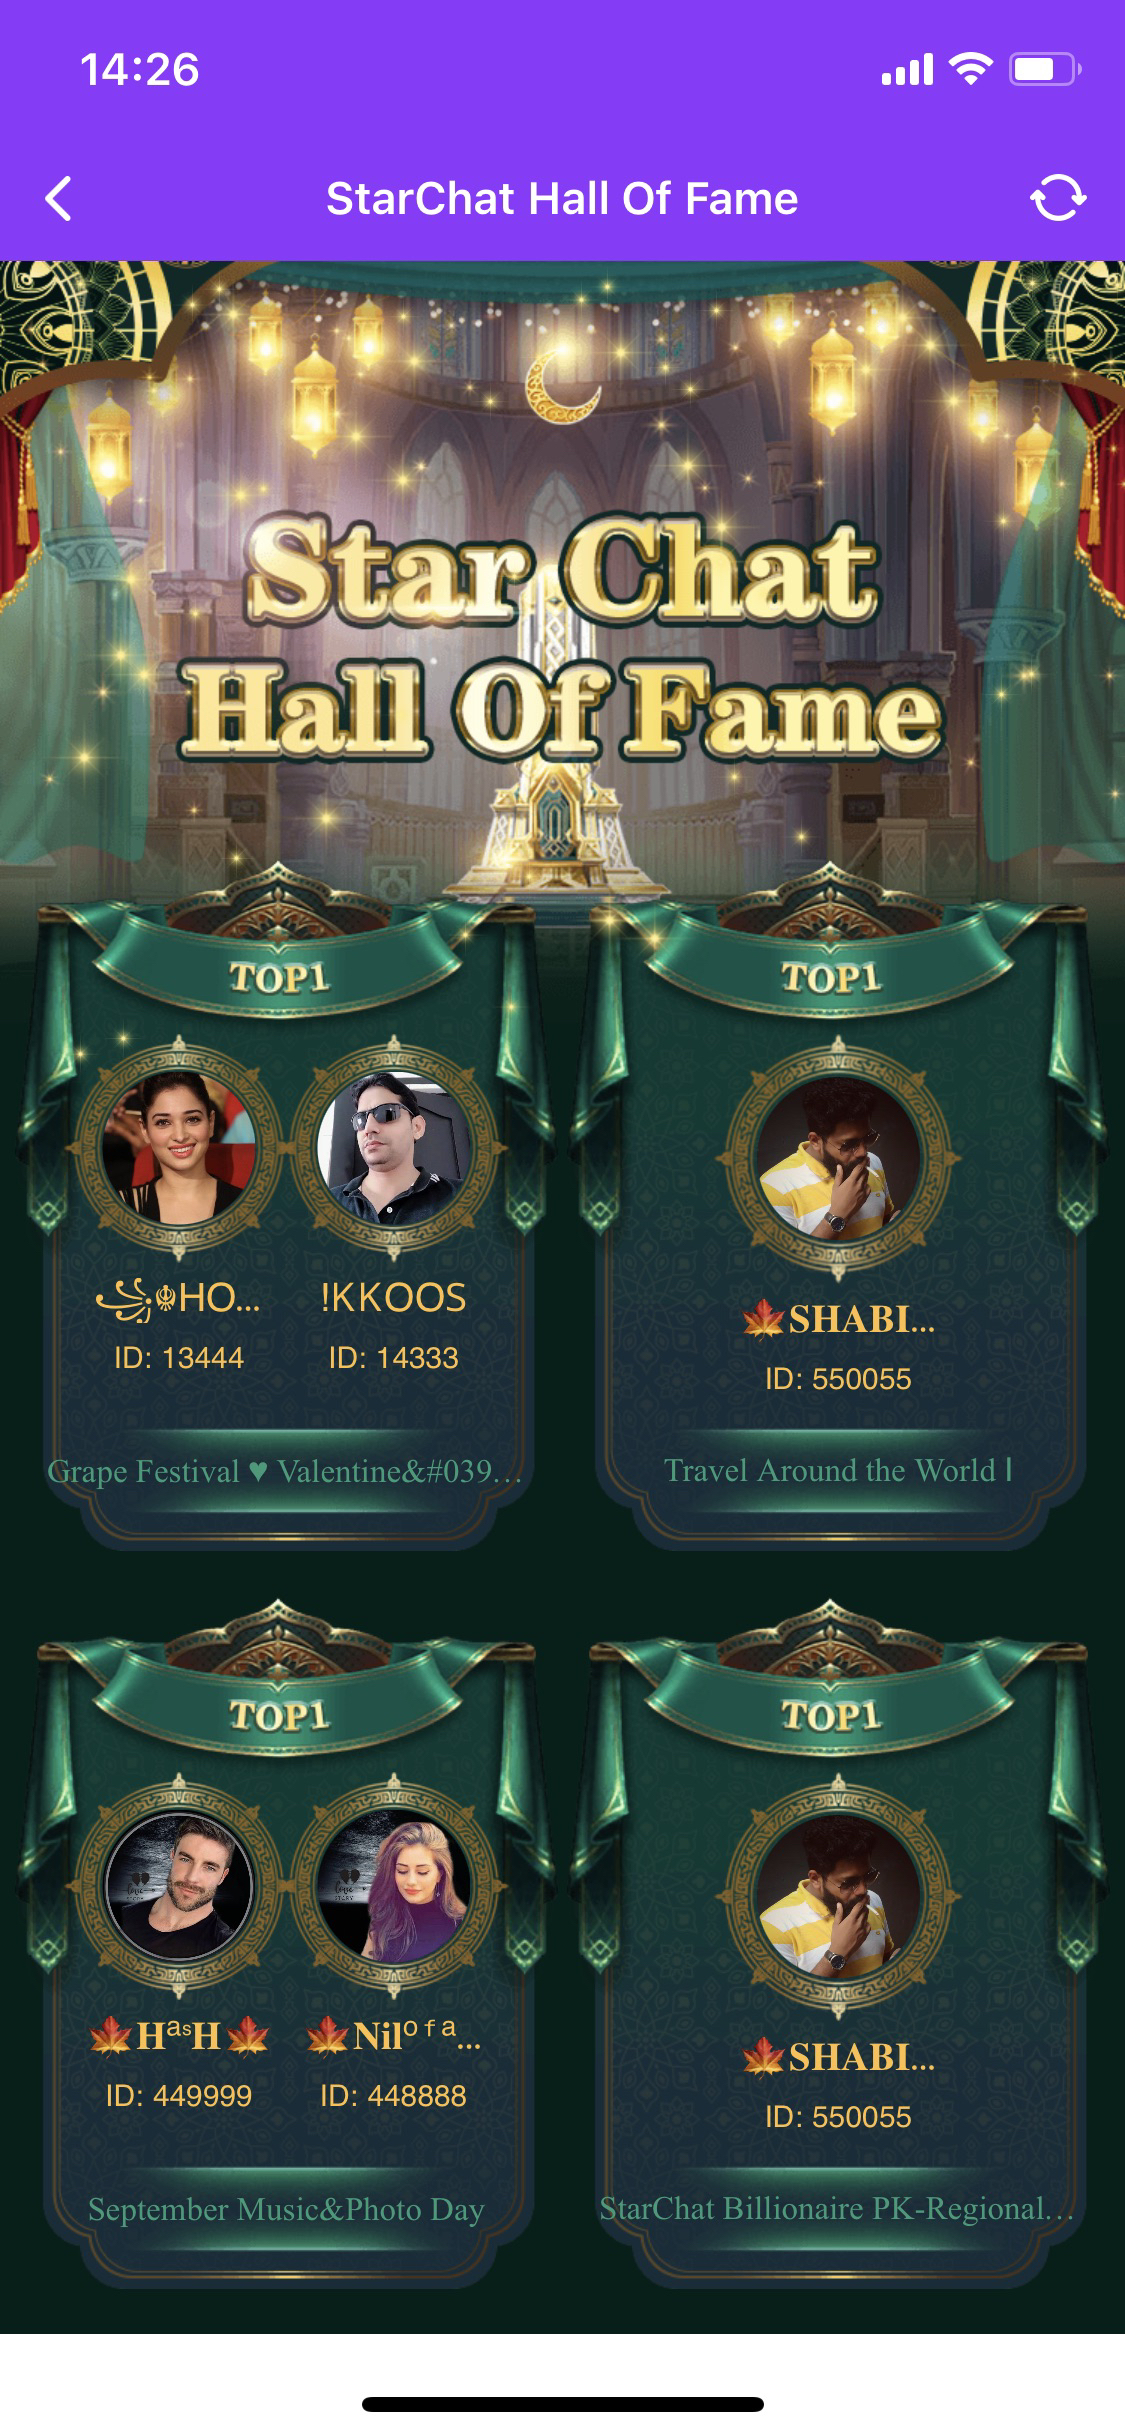 14:26
StarChat Hall Of Fame
Star Chat
Hall Of Fame
TOP1
꧁☬HO...
ID: 13444
!KKOOS
ID: 14333
Grape Festival ♥ Valentine&#039...
TOP1
🍁SHABI...
ID: 550055
Travel Around the World Ⅰ
TOP1
🍁HᵃˢH🍁
ID: 449999
🍁Nilᵒᶠᵃ...
ID: 448888
September Music&Photo Day
TOP1
🍁SHABI...
ID: 550055
StarChat Billionaire PK-Regional...